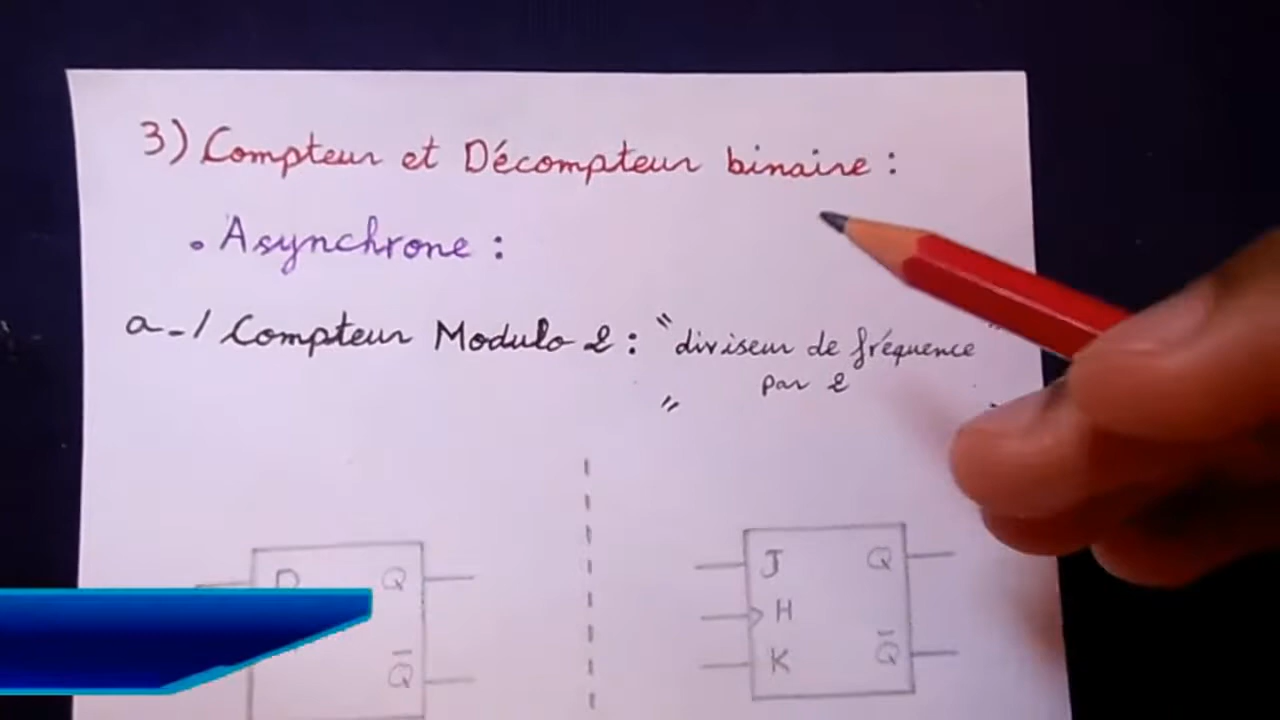 3) Compteur et Décompteur binaire :
• Asynchrone :
a-/ Compteur Modulo 2 : "diviseur de fréquence
par 2
"
D Q
Q̅
J Q
H
K Q̅